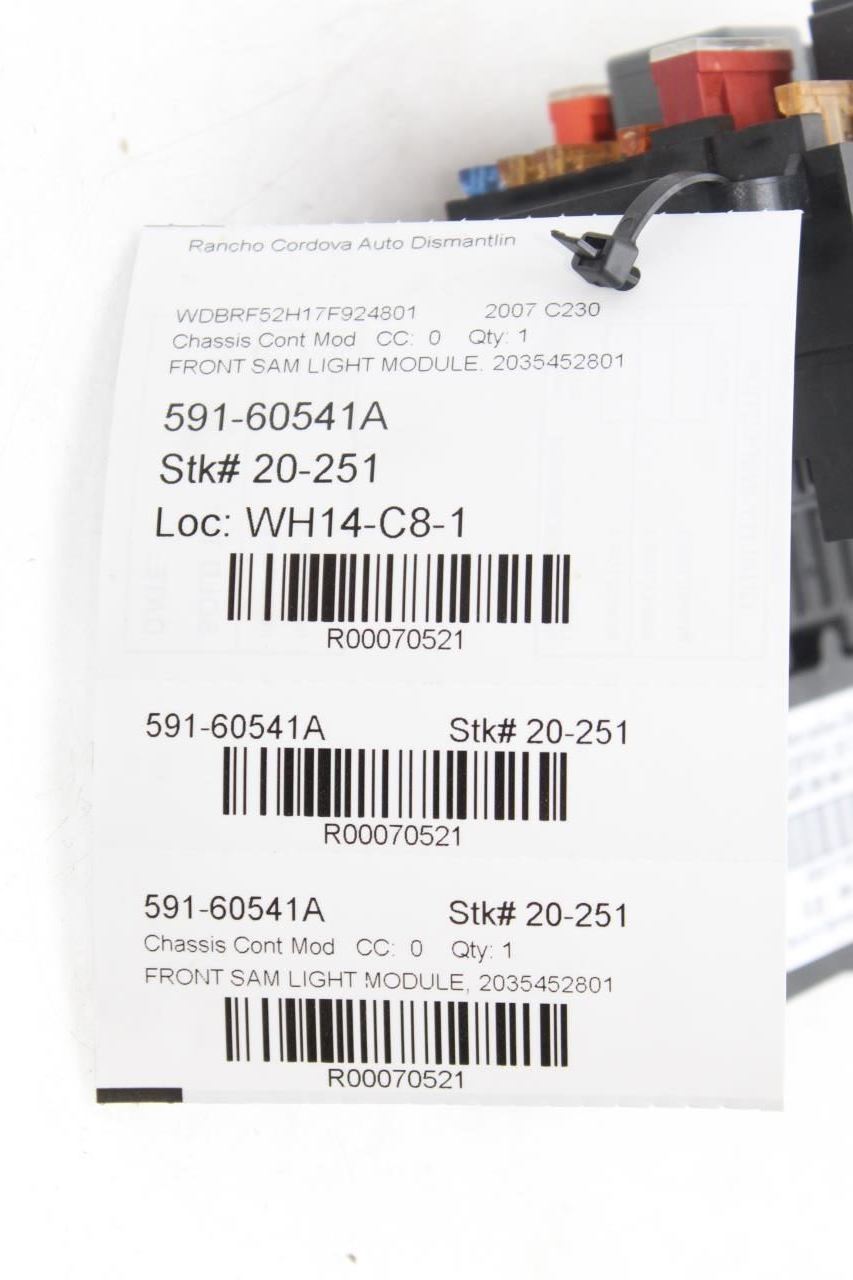 Rancho Cordova Auto Dismantlin
WDBRF52H17F924801 2007 C230
Chassis Cont Mod CC: 0 Qty: 1
FRONT SAM LIGHT MODULE. 2035452801
591-60541A
Stk# 20-251
Loc: WH14-C8-1
R00070521
591-60541A Stk# 20-251
R00070521
591-60541A Stk# 20-251
Chassis Cont Mod CC: 0 Qty: 1
FRONT SAM LIGHT MODULE, 2035452801
R00070521